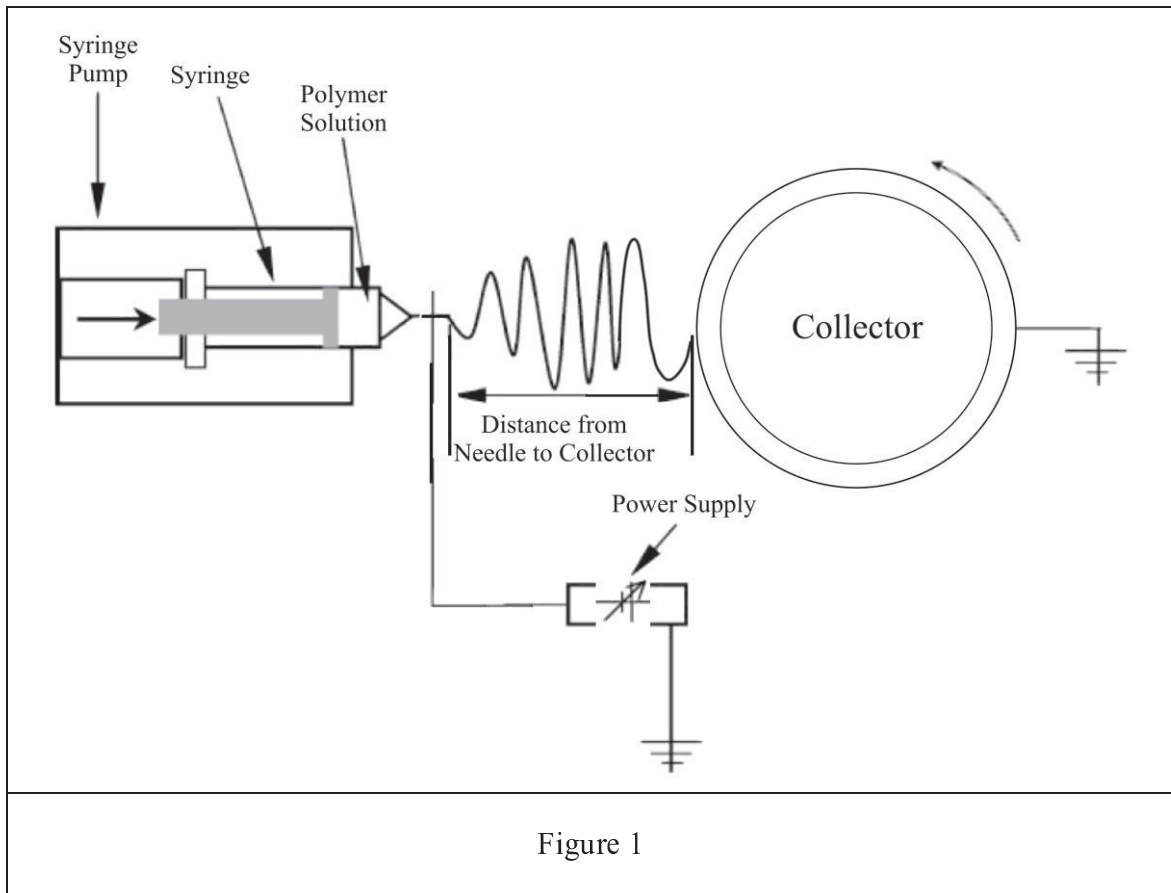 Syringe
Pump
Syringe
Polymer
Solution
Collector
Distance from
Needle to Collector
Power Supply
Figure 1